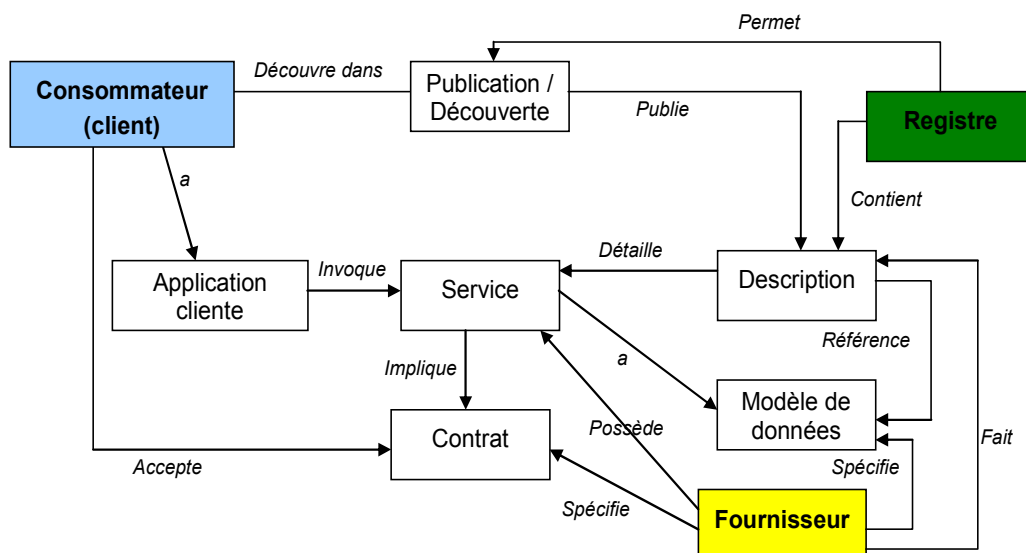 Permet
Découvre dans
Consommateur
(client)
Publication /
Découverte
Publie
Registre
a
Contient
Application
cliente
Invoque
Service
Détaille
Description
Implique
a
Référence
Contrat
Possède
Modèle de
données
Fait
Accepte
Spécifie
Spécifie
Fournisseur